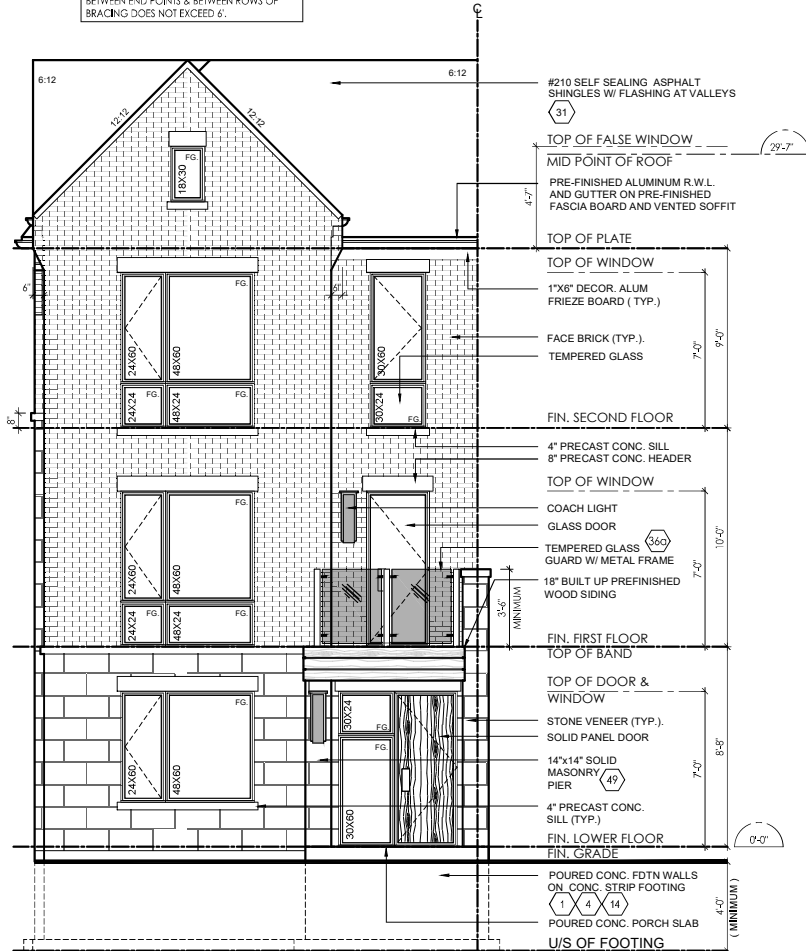 BETWEEN END POINTS & BETWEEN ROWS OF
BRACING DOES NOT EXCEED 6'.
6:12
6:12
12:12
12:12
FG.
18X30
#210 SELF SEALING ASPHALT
SHINGLES W/ FLASHING AT VALLEYS
31
TOP OF FALSE WINDOW
29'-7"
MID POINT OF ROOF
4'-7"
PRE-FINISHED ALUMINUM R.W.L.
AND GUTTER ON PRE-FINISHED
FASCIA BOARD AND VENTED SOFFIT
TOP OF PLATE
TOP OF WINDOW
6"
6"
FG.
24X60
48X60
30X60
1"X6" DECOR. ALUM
FRIEZE BOARD ( TYP.)
FACE BRICK (TYP.).
TEMPERED GLASS
7'-0"
9'-0"
24X24
FG.
48X24
FG.
30X24
FG.
8"
FIN. SECOND FLOOR
4" PRECAST CONC. SILL
8" PRECAST CONC. HEADER
TOP OF WINDOW
FG.
24X60
48X60
COACH LIGHT
GLASS DOOR
TEMPERED GLASS
36a
GUARD W/ METAL FRAME
18" BUILT UP PREFINISHED
WOOD SIDING
7'-0"
10'-0"
3'-6"
MINIMUM
24X24
FG.
48X24
FG.
FIN. FIRST FLOOR
TOP OF BAND
TOP OF DOOR &
WINDOW
FG.
24X60
48X60
30X24
FG.
FG.
30X60
STONE VENEER (TYP.).
SOLID PANEL DOOR
14"x14" SOLID
MASONRY
PIER
49
4" PRECAST CONC.
SILL (TYP.)
7'-0"
8'-8"
FIN. LOWER FLOOR
0'-0"
FIN. GRADE
POURED CONC. FDTN WALLS
ON CONC. STRIP FOOTING
1 4 14
POURED CONC. PORCH SLAB
4'-0"
( MINIMUM )
U/S OF FOOTING